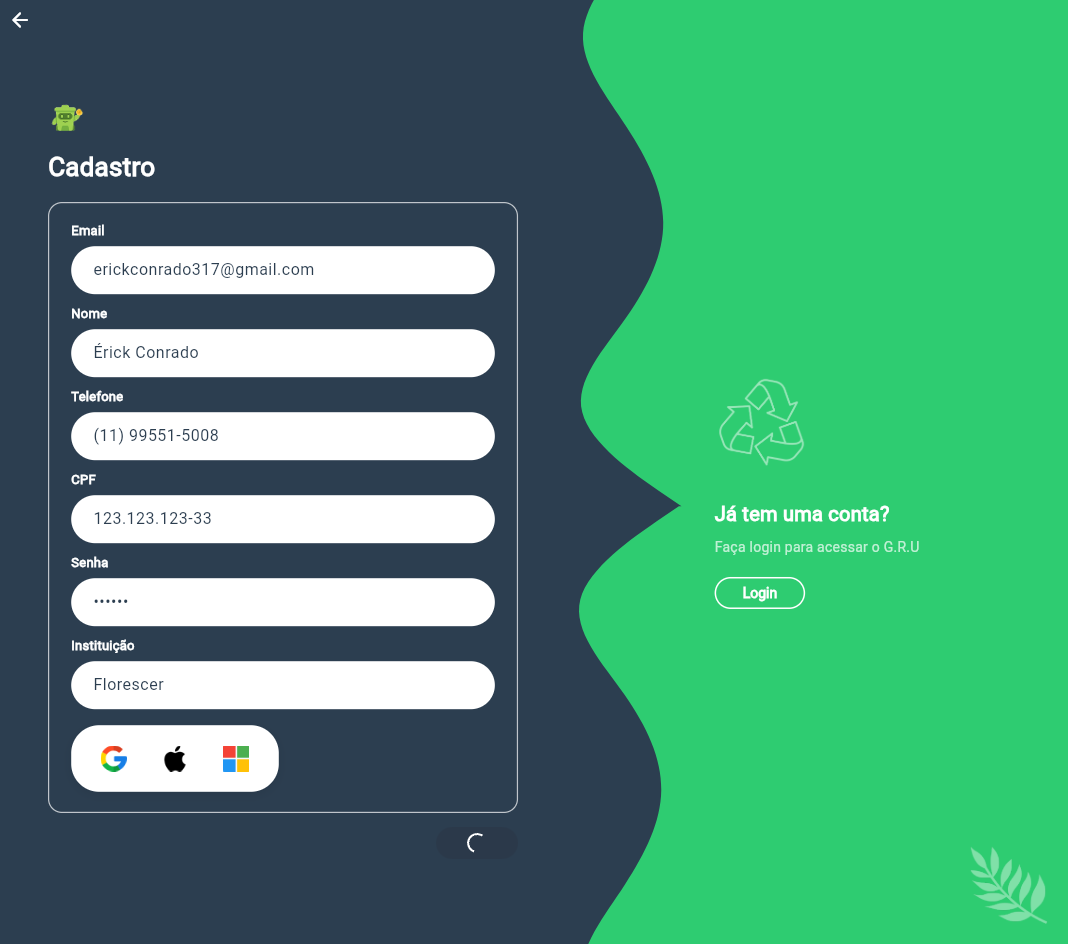 Cadastro
Email
erickconrado317@gmail.com
Nome
Érick Conrado
Telefone
(11) 99551-5008
CPF
123.123.123-33
Senha
••••••
Instituição
Florescer
Já tem uma conta?
Faça login para acessar o G.R.U
Login